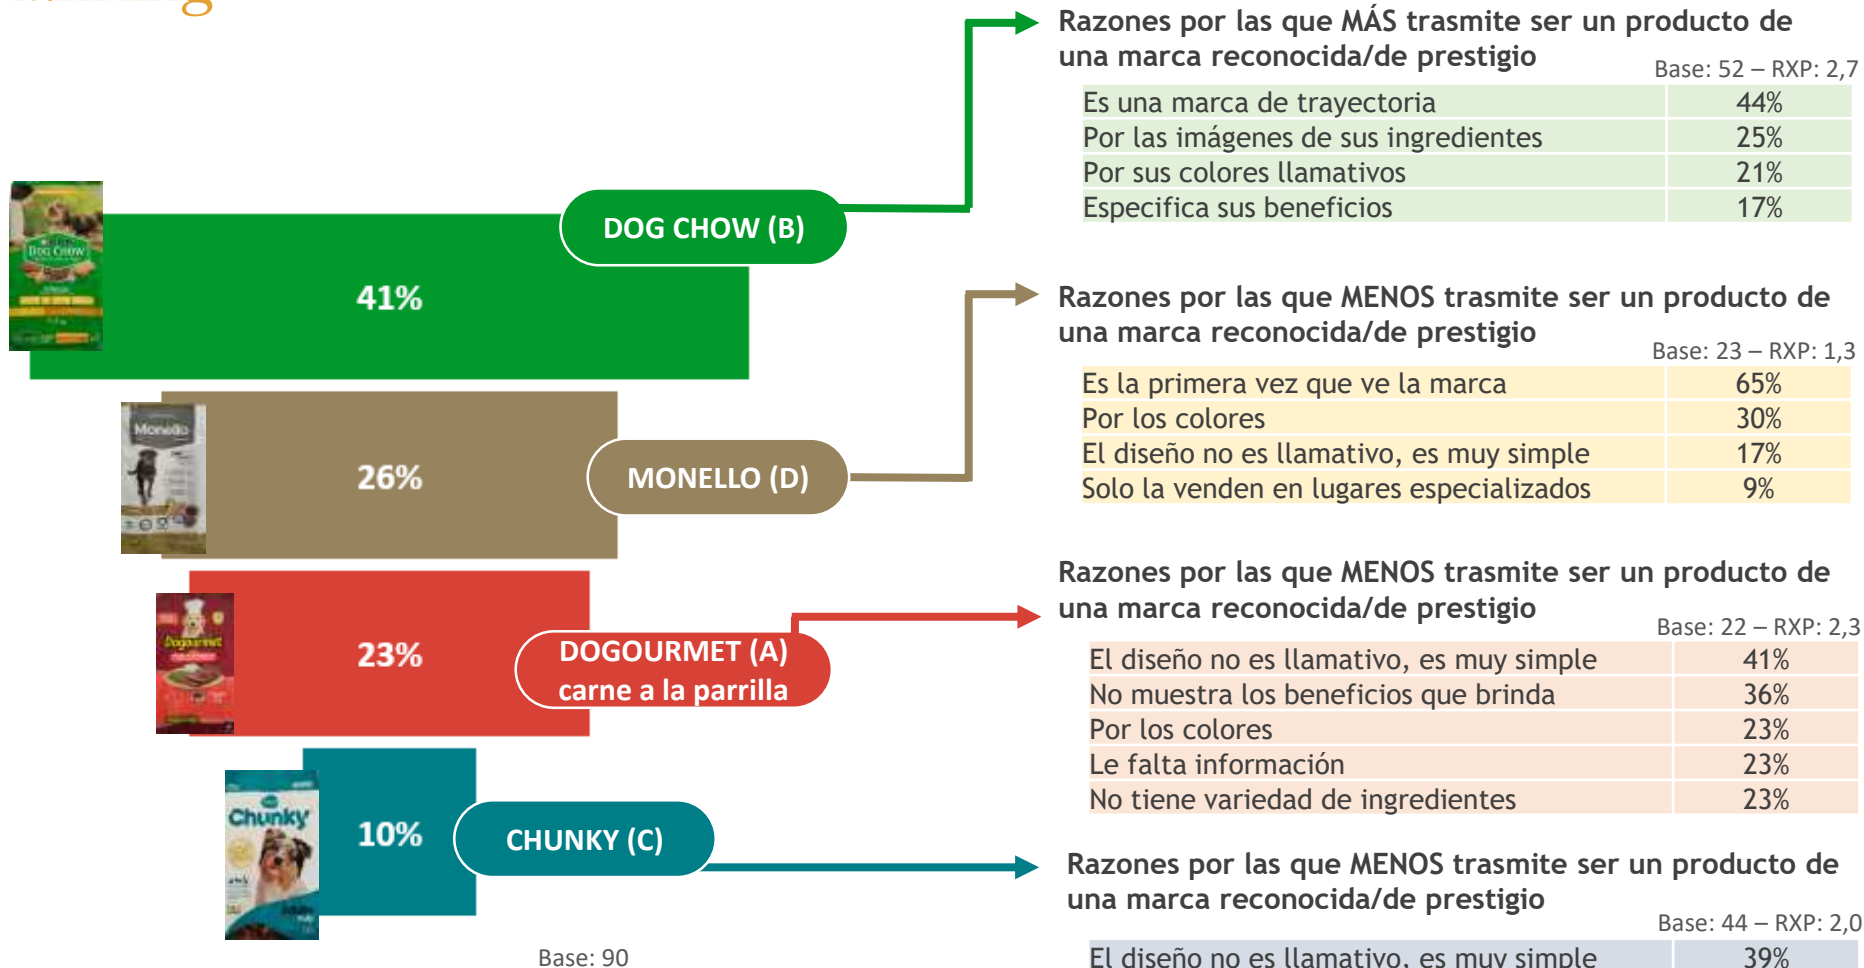 Razones por las que MÁS trasmite ser un producto de
una marca reconocida/de prestigio
Base: 52 – RXP: 2,7
Es una marca de trayectoria 44%
Por las imágenes de sus ingredientes 25%
Por sus colores llamativos 21%
Especifica sus beneficios 17%
DOG CHOW
DOG CHOW (B)
41%
Razones por las que MENOS trasmite ser un producto de
una marca reconocida/de prestigio
Base: 23 – RXP: 1,3
Es la primera vez que ve la marca 65%
Por los colores 30%
El diseño no es llamativo, es muy simple 17%
Solo la venden en lugares especializados 9%
Monello
26%
MONELLO (D)
Razones por las que MENOS trasmite ser un producto de
una marca reconocida/de prestigio
Base: 22 – RXP: 2,3
El diseño no es llamativo, es muy simple 41%
No muestra los beneficios que brinda 36%
Por los colores 23%
Le falta información 23%
No tiene variedad de ingredientes 23%
Dogourmet
23%
DOGOURMET (A)
carne a la parrilla
Chunky
10%
CHUNKY (C)
Razones por las que MENOS trasmite ser un producto de
una marca reconocida/de prestigio
Base: 44 – RXP: 2,0
El diseño no es llamativo, es muy simple 39%
Base: 90